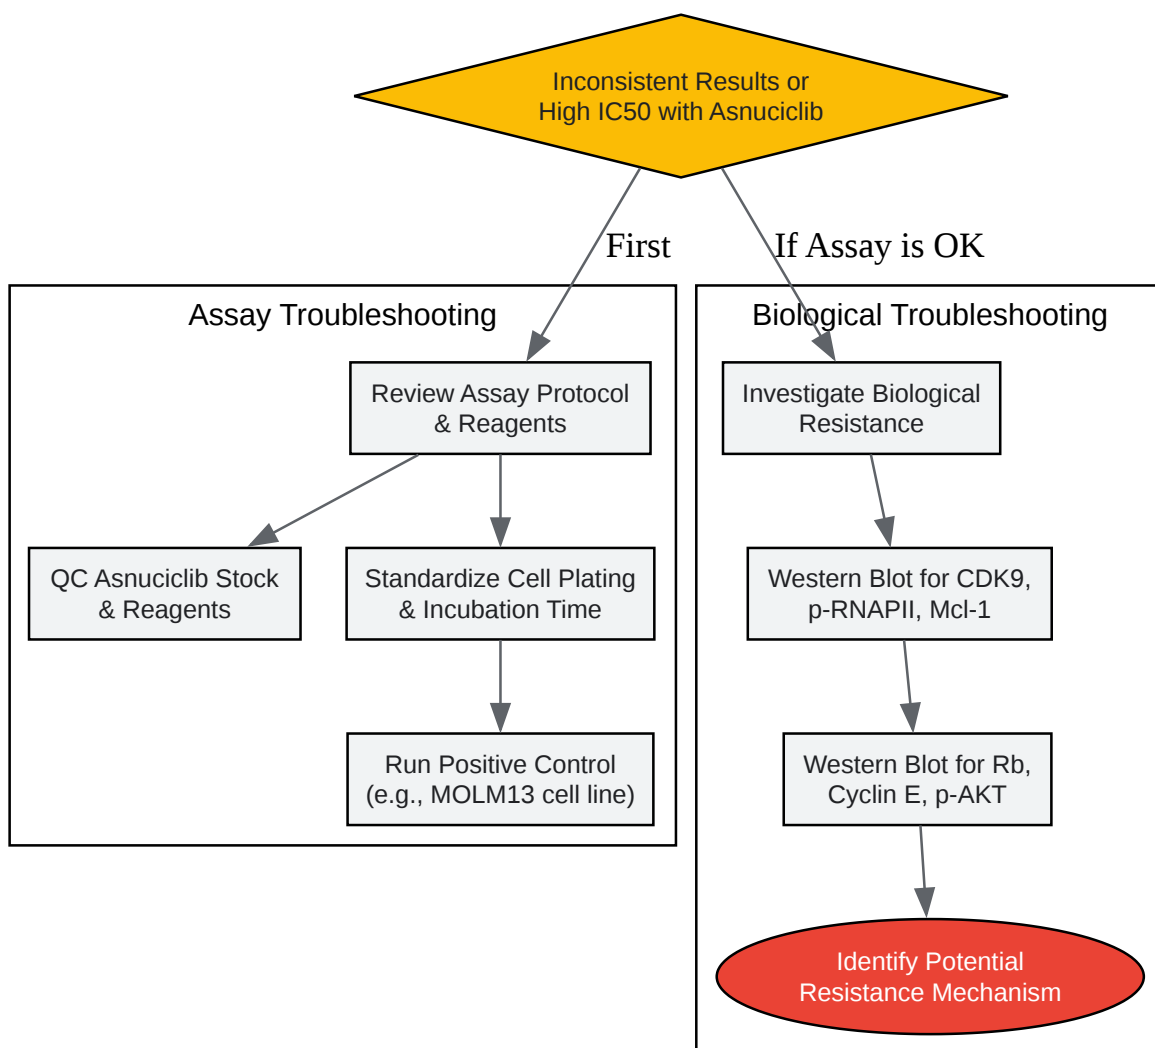 Inconsistent Results or
High IC50 with Asnuciclib
First
If Assay is OK
Assay Troubleshooting
Review Assay Protocol
& Reagents
QC Asnuciclib Stock
& Reagents
Standardize Cell Plating
& Incubation Time
Run Positive Control
(e.g., MOLM13 cell line)
Biological Troubleshooting
Investigate Biological
Resistance
Western Blot for CDK9,
p-RNAPII, Mcl-1
Western Blot for Rb,
Cyclin E, p-AKT
Identify Potential
Resistance Mechanism